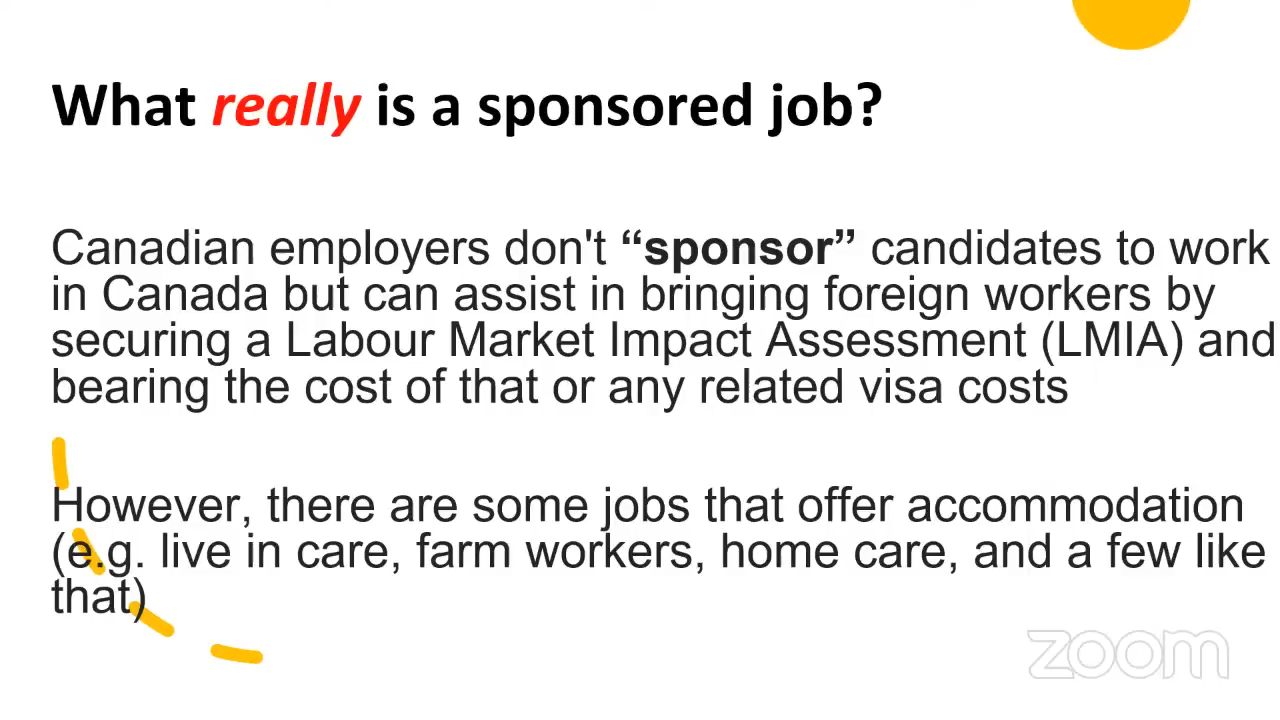 What really is a sponsored job?
Canadian employers don't “sponsor” candidates to work
in Canada but can assist in bringing foreign workers by
securing a Labour Market Impact Assessment (LMIA) and
bearing the cost of that or any related visa costs
However, there are some jobs that offer accommodation
(e.g. live in care, farm workers, home care, and a few like
that)
zoom